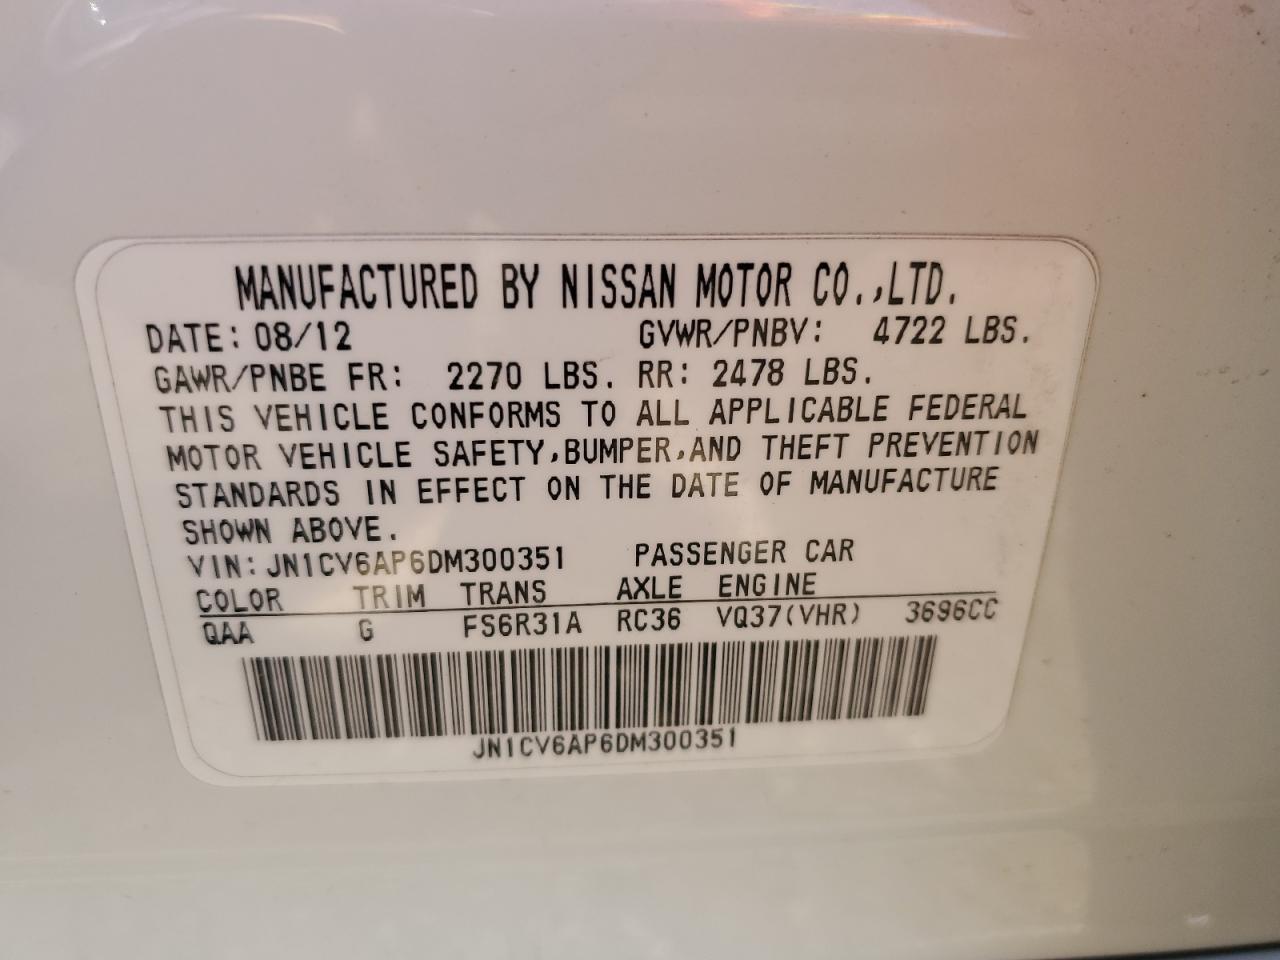 MANUFACTURED BY NISSAN MOTOR CO.,LTD.
DATE: 08/12 GVWR/PNBV: 4722 LBS.
GAWR/PNBE FR: 2270 LBS. RR: 2478 LBS.
THIS VEHICLE CONFORMS TO ALL APPLICABLE FEDERAL
MOTOR VEHICLE SAFETY,BUMPER,AND THEFT PREVENTION
STANDARDS IN EFFECT ON THE DATE OF MANUFACTURE
SHOWN ABOVE.
VIN: JN1CV6AP6DM300351 PASSENGER CAR
COLOR TRIM TRANS AXLE ENGINE
QAA G FS6R31A RC36 VQ37(VHR) 3696CC
JN1CV6AP6DM300351